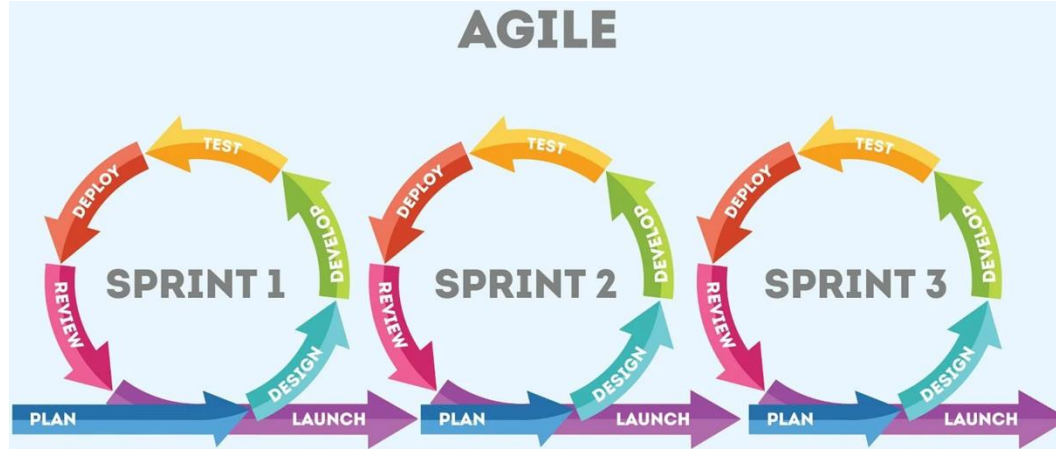 AGILE
TEST
DEPLOY
DEVELOP
SPRINT 1
REVIEW
DESIGN
PLAN
LAUNCH
TEST
DEPLOY
DEVELOP
SPRINT 2
REVIEW
DESIGN
PLAN
LAUNCH
TEST
DEPLOY
DEVELOP
SPRINT 3
REVIEW
DESIGN
PLAN
LAUNCH